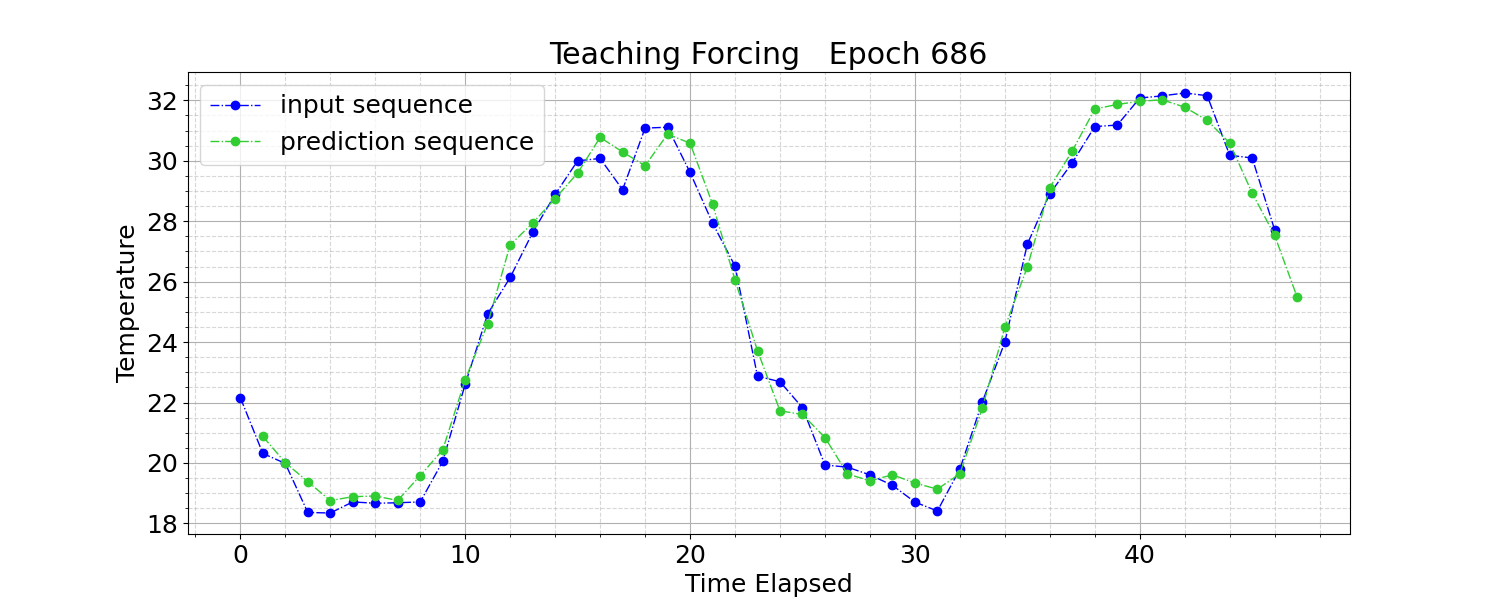 Teaching Forcing   Epoch 686
input sequence
prediction sequence
Temperature
32
30
28
26
24
22
20
18
0 10 20 30 40
Time Elapsed